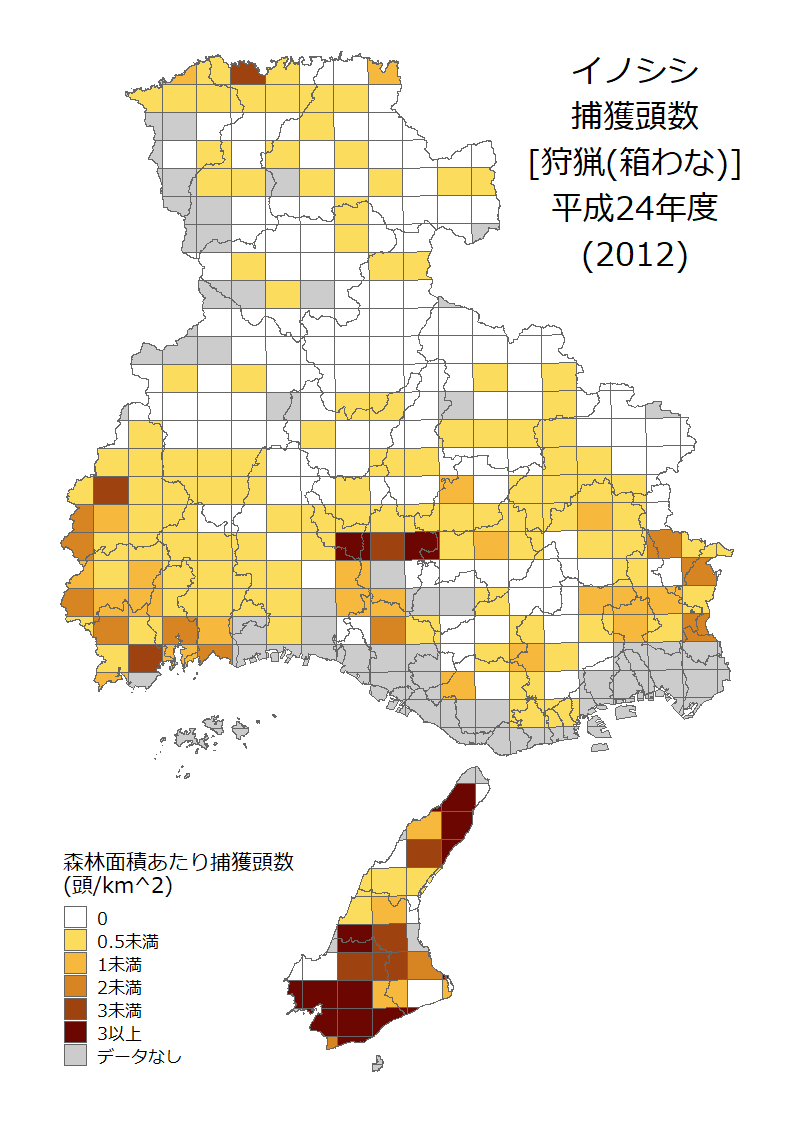 イノシシ
捕獲頭数
[狩猟(箱わな)]
平成24年度
(2012)
森林面積あたり捕獲頭数
(頭/km^2)
0
0.5未満
1未満
2未満
3未満
3以上
データなし